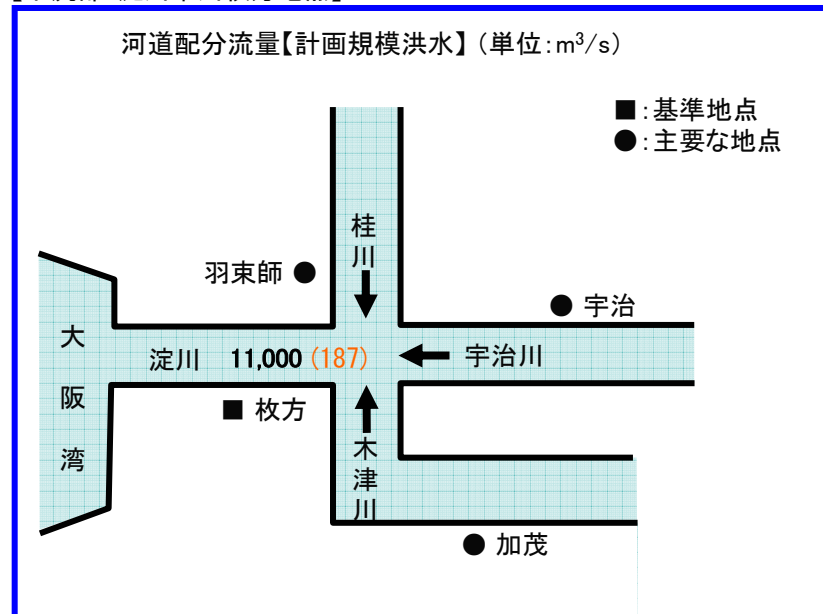 河道配分流量【計画規模洪水】（単位：m³/s）
■：基準地点
●：主要な地点
桂川
羽束師 ●
● 宇治
大阪湾
淀川 11,000 (187)
宇治川
■ 枚方
木津川
● 加茂